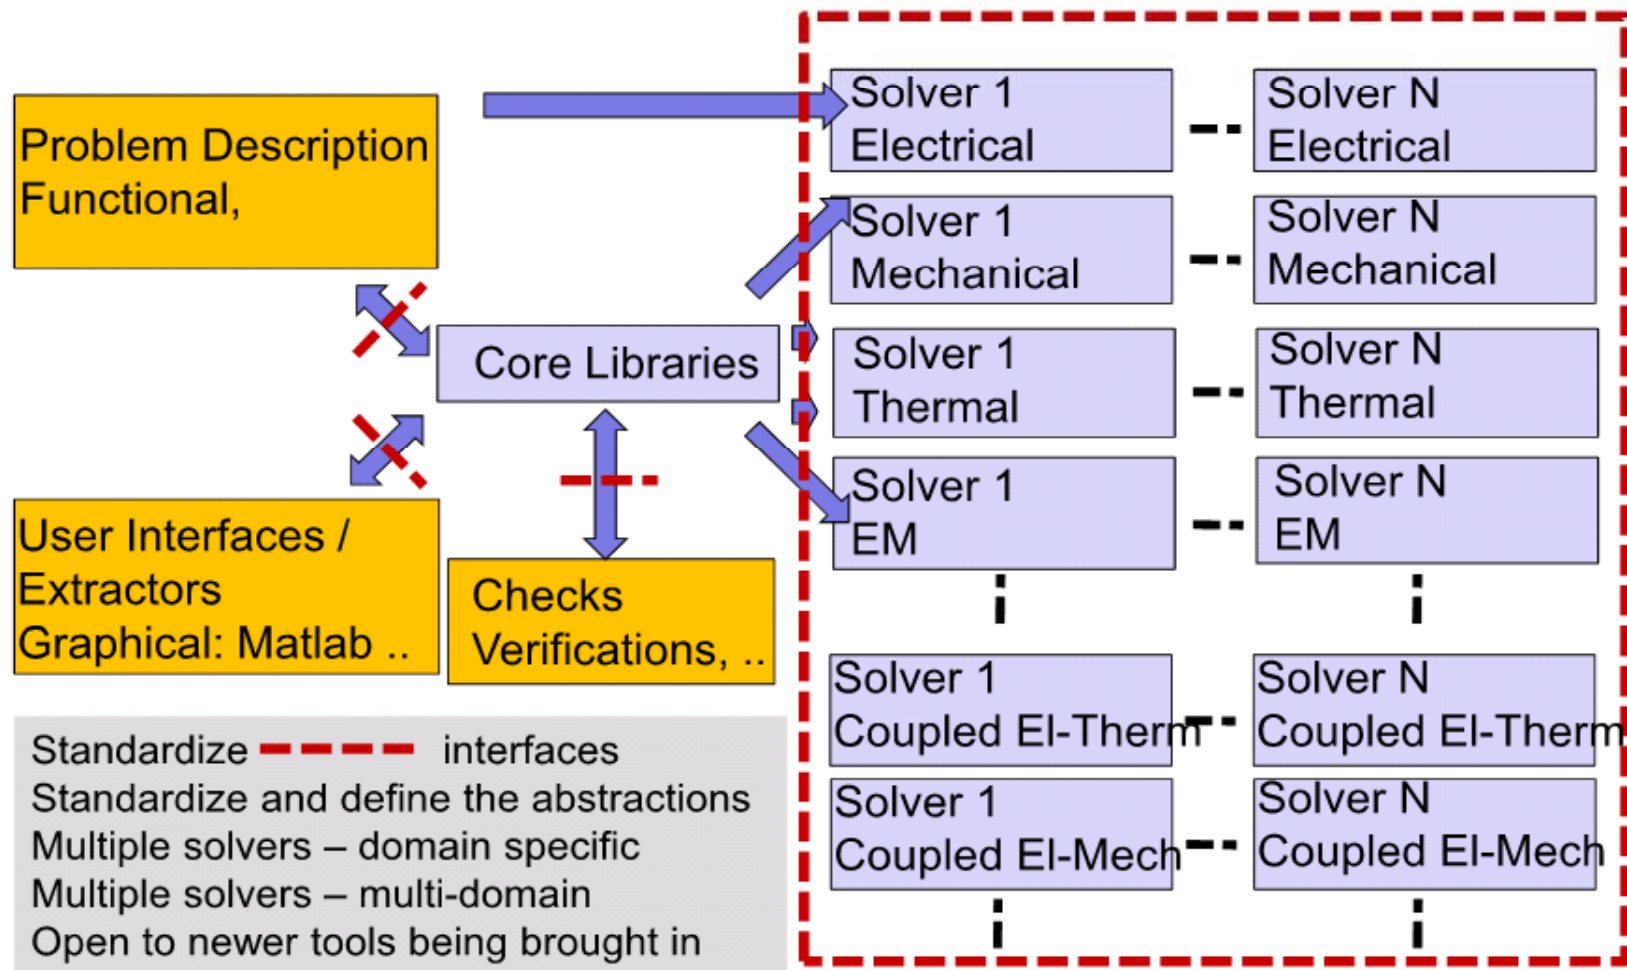 Problem Description
Functional,
Core Libraries
User Interfaces /
Extractors
Graphical: Matlab ..
Checks
Verifications, ..
Standardize interfaces
Standardize and define the abstractions
Multiple solvers – domain specific
Multiple solvers – multi-domain
Open to newer tools being brought in
Solver 1
Electrical
Solver N
Electrical
Solver 1
Mechanical
Solver N
Mechanical
Solver 1
Thermal
Solver N
Thermal
Solver 1
EM
Solver N
EM
Solver 1
Coupled El-Therm
Solver N
Coupled El-Therm
Solver 1
Coupled El-Mech
Solver N
Coupled El-Mech